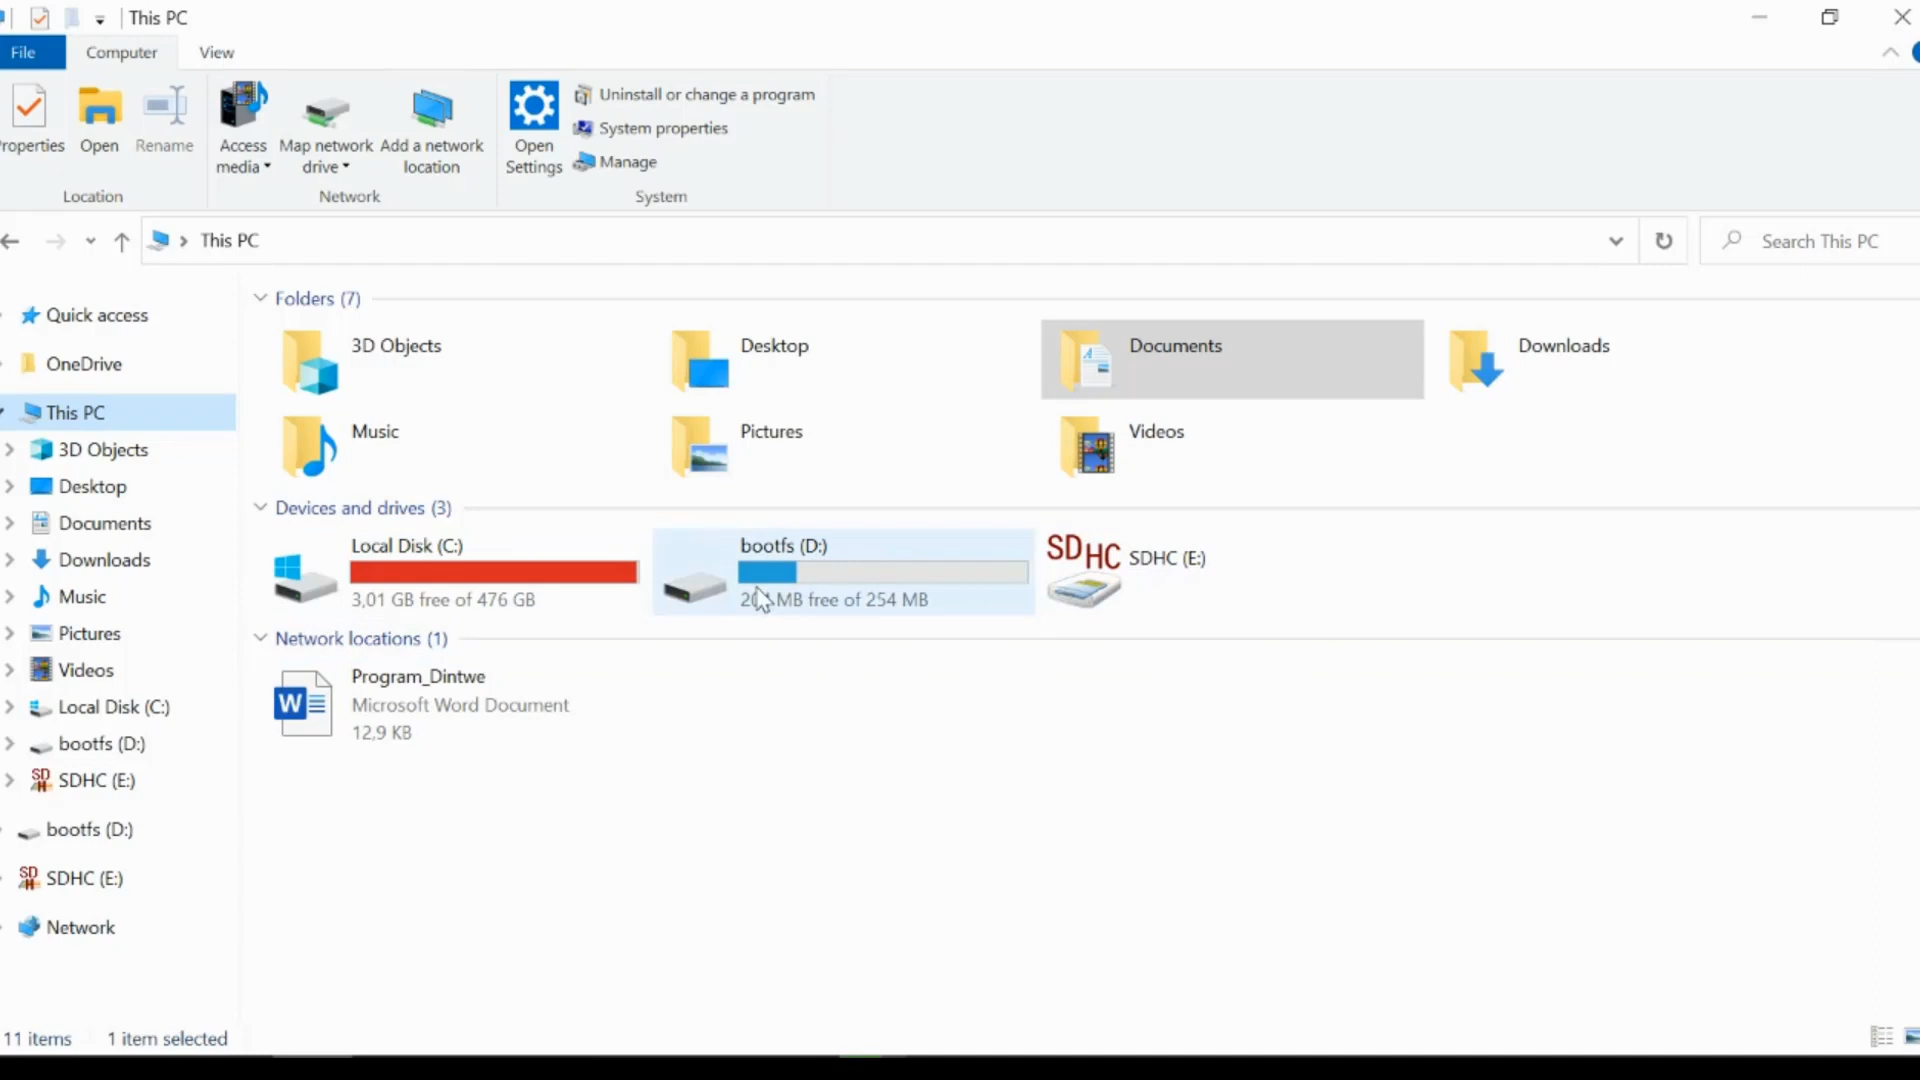 This PC
File Computer View
Properties Open Rename
Access media Map network drive Add a network location
Open Settings
Uninstall or change a program
System properties
Manage
Location Network System
This PC
Search This PC
Quick access
OneDrive
This PC
3D Objects
Desktop
Documents
Downloads
Music
Pictures
Videos
Local Disk (C:)
bootfs (D:)
SDHC (E:)
bootfs (D:)
SDHC (E:)
Network
Folders (7)
3D Objects
Desktop
Documents
Downloads
Music
Pictures
Videos
Devices and drives (3)
Local Disk (C:)
3,01 GB free of 476 GB
bootfs (D:)
MB free of 254 MB
SDHC
SDHC (E:)
Network locations (1)
W
Program_Dintwe
Microsoft Word Document
12,9 KB
11 items 1 item selected